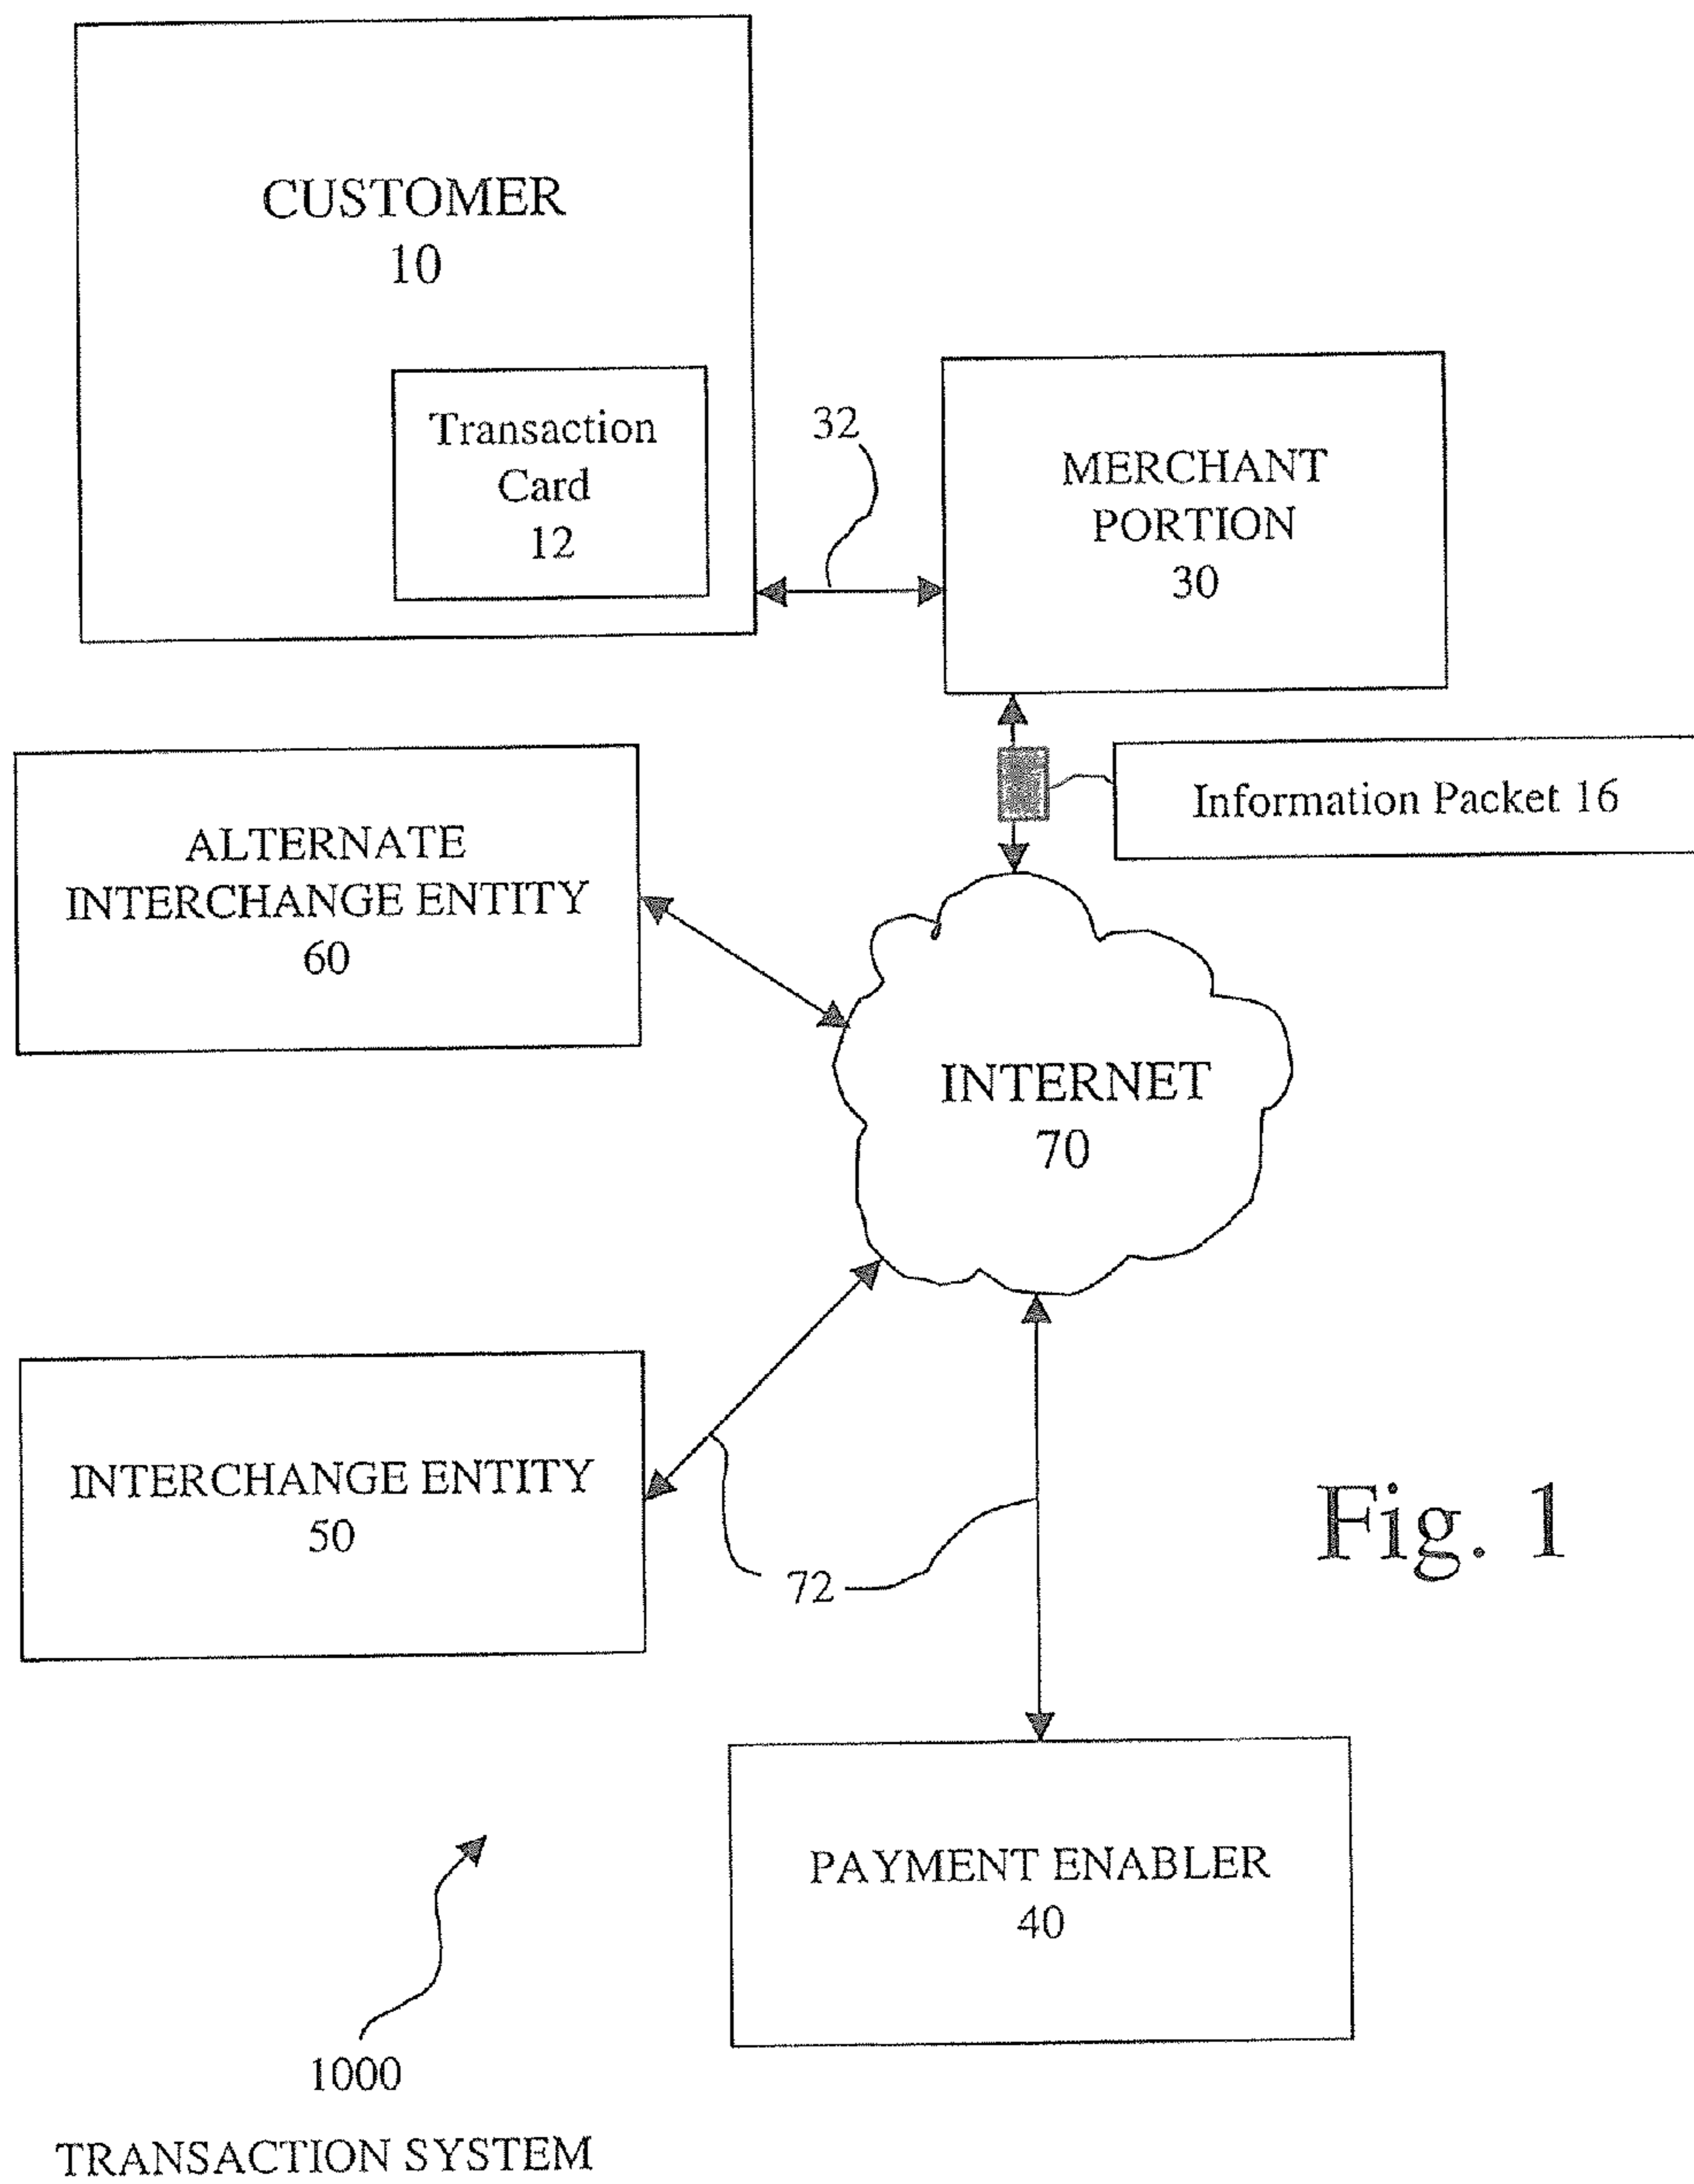 CUSTOMER
10
Transaction
Card
12
32
MERCHANT
PORTION
30
Information Packet 16
ALTERNATE
INTERCHANGE ENTITY
60
INTERNET
70
INTERCHANGE ENTITY
50
72
Fig. 1
PAYMENT ENABLER
40
1000
TRANSACTION SYSTEM